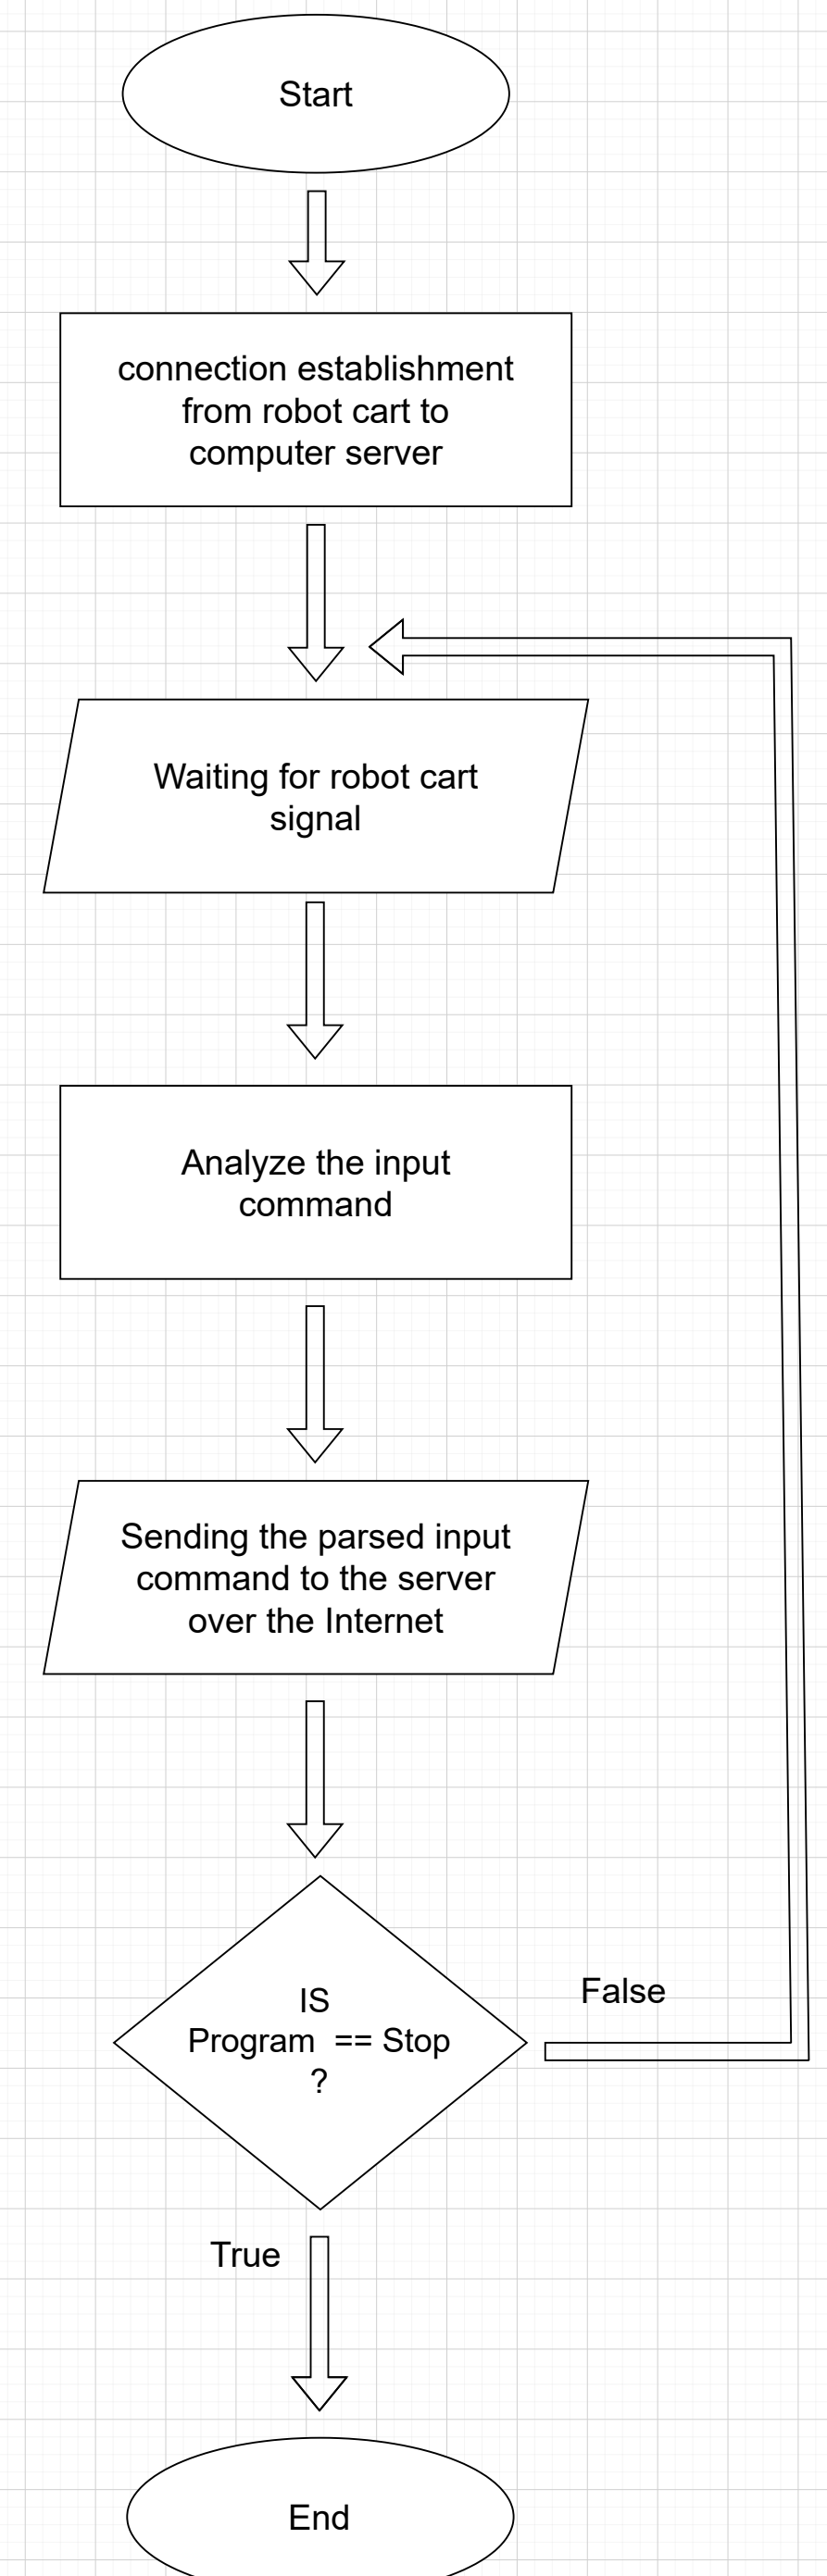 Start
connection establishment
from robot cart to
computer server
Waiting for robot cart
signal
Analyze the input
command
Sending the parsed input
command to the server
over the Internet
IS
Program == Stop
?
False
True
End